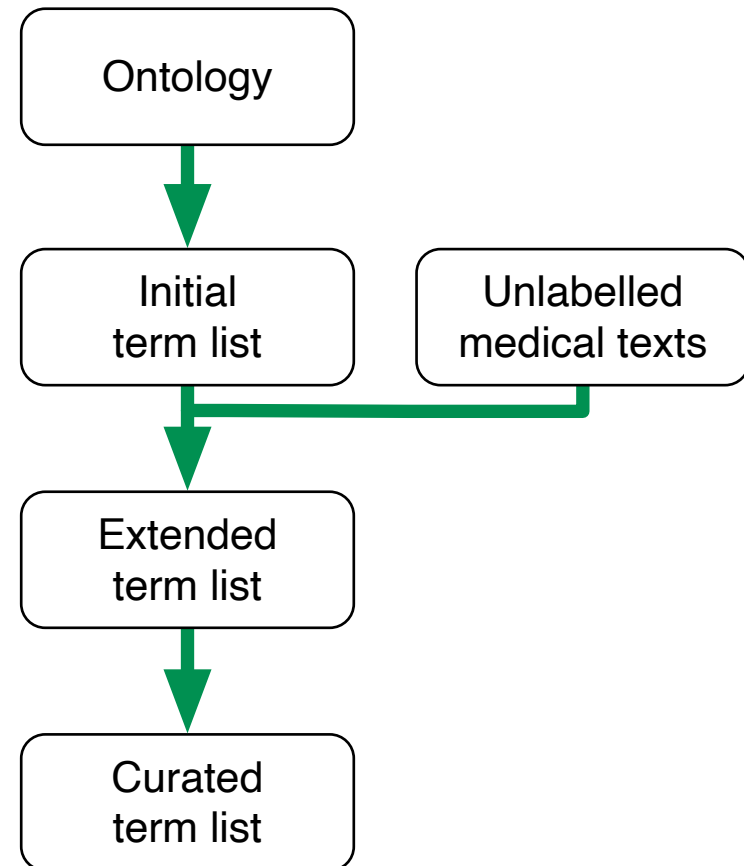 Ontology
Initial
term list
Unlabelled
medical texts
Extended
term list
Curated
term list